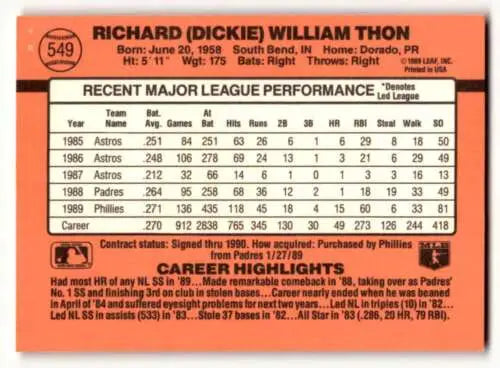 549
RICHARD (DICKIE) WILLIAM THON
Born: June 20, 1958 South Bend, IN Home: Dorado, PR
Ht: 5' 11" Wgt: 175 Bats: Right Throws: Right
©1989 LEAF, INC.
Printed in USA
RECENT MAJOR LEAGUE PERFORMANCE *Denotes Led League
Year Team Name Bat. Avg. Games At Bat Hits Runs 2B 3B HR RBI Steal Walk SO
1985 Astros .251 84 251 63 26 6 1 6 29 8 18 50
1986 Astros .248 106 278 69 24 13 1 3 21 6 29 49
1987 Astros .212 32 66 14 6 1 0 1 3 3 16 13
1988 Padres .264 95 258 68 36 12 2 1 18 19 33 49
1989 Phillies .271 136 435 118 45 18 4 15 60 6 33 81
Career .270 912 2838 765 345 130 30 49 273 126 244 418
Contract status: Signed thru 1990. How acquired: Purchased by Phillies
from Padres 1/27/89
MLB
CAREER HIGHLIGHTS
Had most HR of any NL SS in '89...Made remarkable comeback in '88, taking over as Padres'
No. 1 SS and finishing 3rd on club in stolen bases...Career nearly ended when he was beaned
in April of '84 and suffered eyesight problems for next two years...Led NL in triples (10) in '82...
Led NL SS in assists (533) in '83...Stole 37 bases in '82...All Star in '83 (.286, 20 HR, 79 RBI).